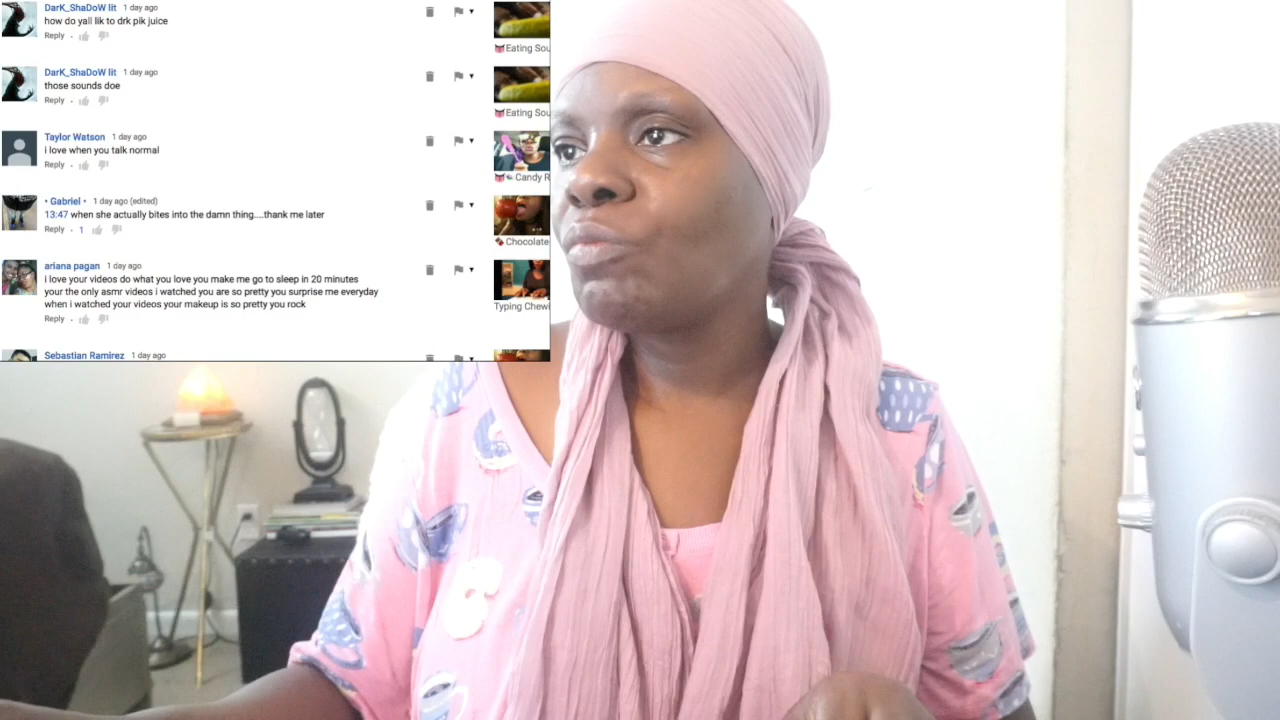 DarK_ShaDoW lit 1 day ago
how do yall lik to drk pik juice
Reply
Eating Sou
DarK_ShaDoW lit 1 day ago
those sounds doe
Reply
Eating Sou
Taylor Watson 1 day ago
i love when you talk normal
Reply
Candy R
• Gabriel • 1 day ago (edited)
13:47 when she actually bites into the damn thing....thank me later
Reply 1
Chocolate
ariana pagan 1 day ago
i love your videos do what you love you make me go to sleep in 20 minutes
your the only asmr videos i watched you are so pretty you surprise me everyday
when i watched your videos your makeup is so pretty you rock
Reply
Typing Chewi
Sebastian Ramirez 1 day ago